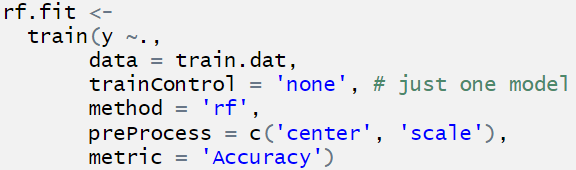 rf.fit <-
  train(y ~.,
        data = train.dat,
        trainControl = 'none', # just one model
        method = 'rf',
        preProcess = c('center', 'scale'),
        metric = 'Accuracy')